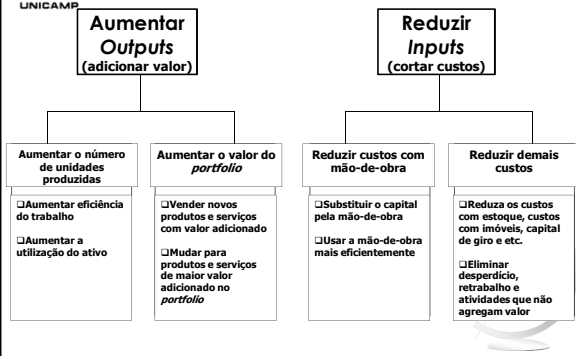 UNICAMP
Aumentar
Outputs
(adicionar valor)
Reduzir
Inputs
(cortar custos)
Aumentar o número
de unidades
produzidas
Aumentar o valor do
portfolio
Reduzir custos com
mão-de-obra
Reduzir demais
custos
❑Aumentar eficiência
do trabalho
❑Aumentar a
utilização do ativo
❑Vender novos
produtos e serviços
com valor adicionado
❑Mudar para
produtos e serviços
de maior valor
adicionado no
portfolio
❑Substituir o capital
pela mão-de-obra
❑Usar a mão-de-obra
mais eficientemente
❑Reduza os custos
com estoque, custos
com imóveis, capital
de giro e etc.
❑Eliminar
desperdício,
retrabalho e
atividades que não
agregam valor